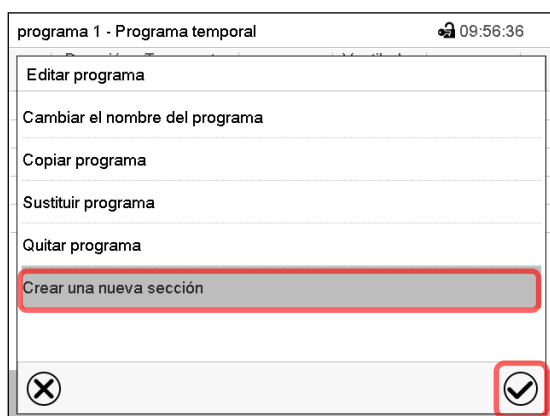 programa 1 - Programa temporal 09:56:36
Editar programa
Cambiar el nombre del programa
Copiar programa
Sustituir programa
Quitar programa
Crear una nueva sección